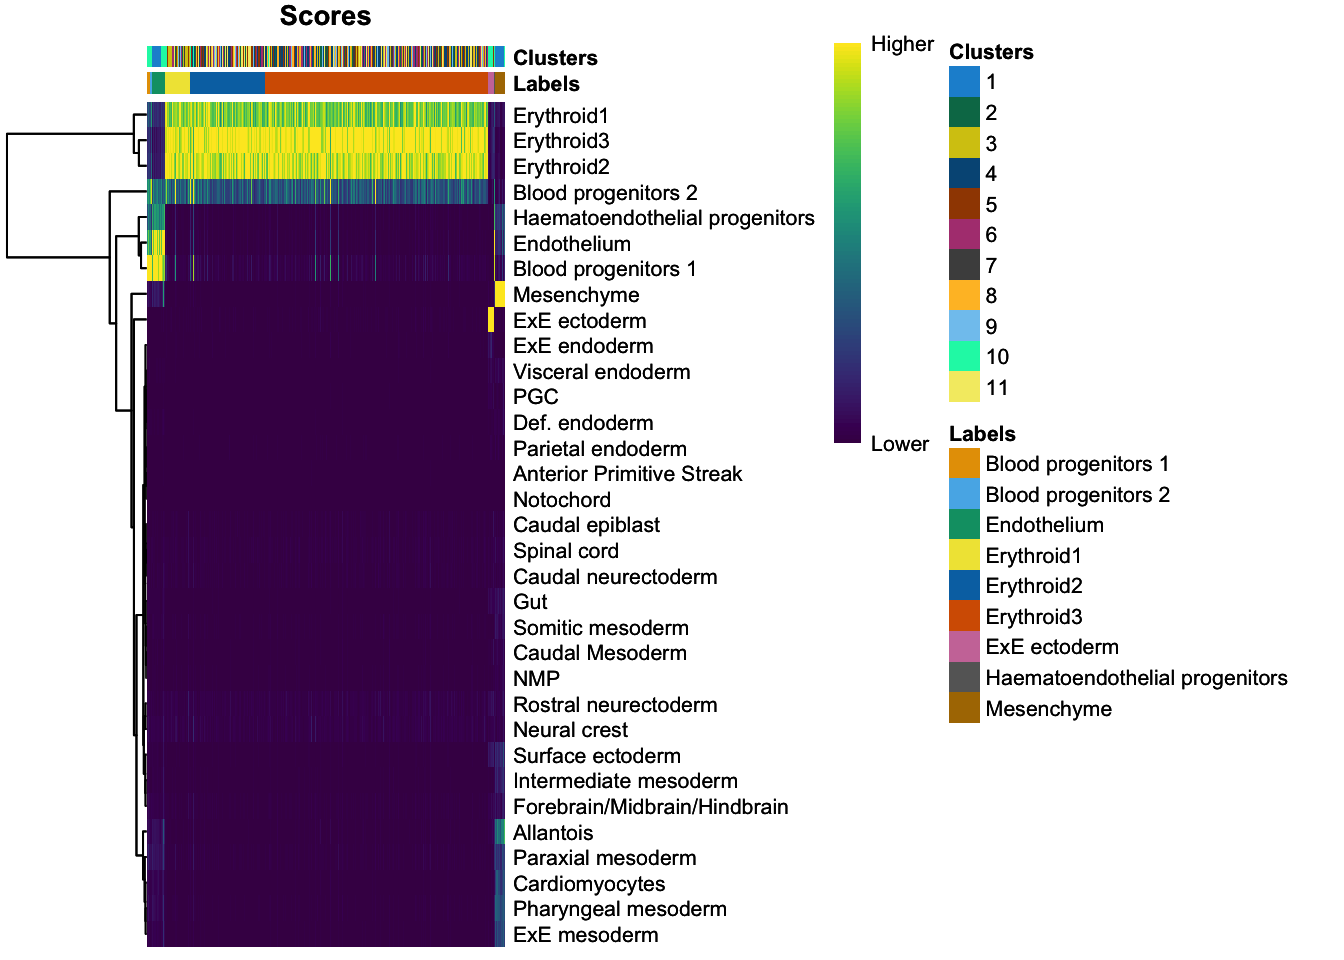 Scores
Clusters
Labels
Erythroid1
Erythroid3
Erythroid2
Blood progenitors 2
Haematoendothelial progenitors
Endothelium
Blood progenitors 1
Mesenchyme
ExE ectoderm
ExE endoderm
Visceral endoderm
PGC
Def. endoderm
Parietal endoderm
Anterior Primitive Streak
Notochord
Caudal epiblast
Spinal cord
Caudal neurectoderm
Gut
Somitic mesoderm
Caudal Mesoderm
NMP
Rostral neurectoderm
Neural crest
Surface ectoderm
Intermediate mesoderm
Forebrain/Midbrain/Hindbrain
Allantois
Paraxial mesoderm
Cardiomyocytes
Pharyngeal mesoderm
ExE mesoderm
Higher
Lower
Clusters
1
2
3
4
5
6
7
8
9
10
11
Labels
Blood progenitors 1
Blood progenitors 2
Endothelium
Erythroid1
Erythroid2
Erythroid3
ExE ectoderm
Haematoendothelial progenitors
Mesenchyme